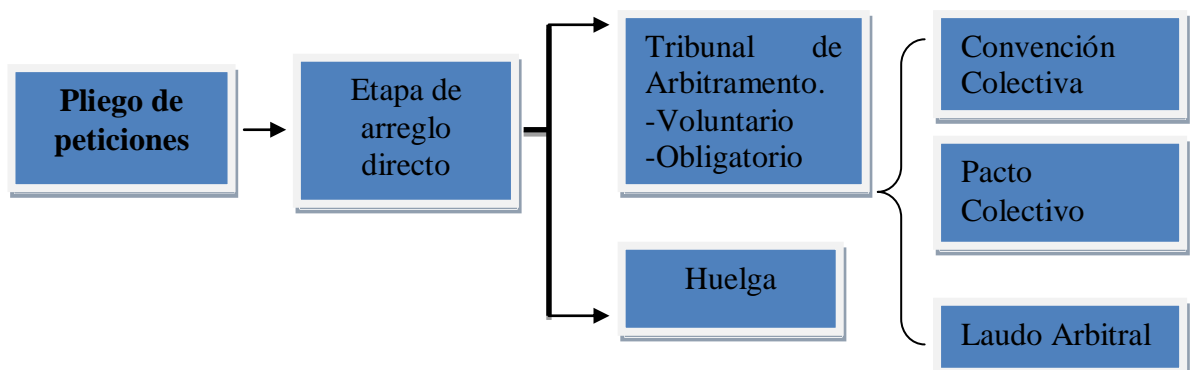 Pliego de
peticiones
Etapa de
arreglo
directo
Tribunal de
Arbitramento.
-Voluntario
-Obligatorio
Huelga
Convención
Colectiva
Pacto
Colectivo
Laudo Arbitral